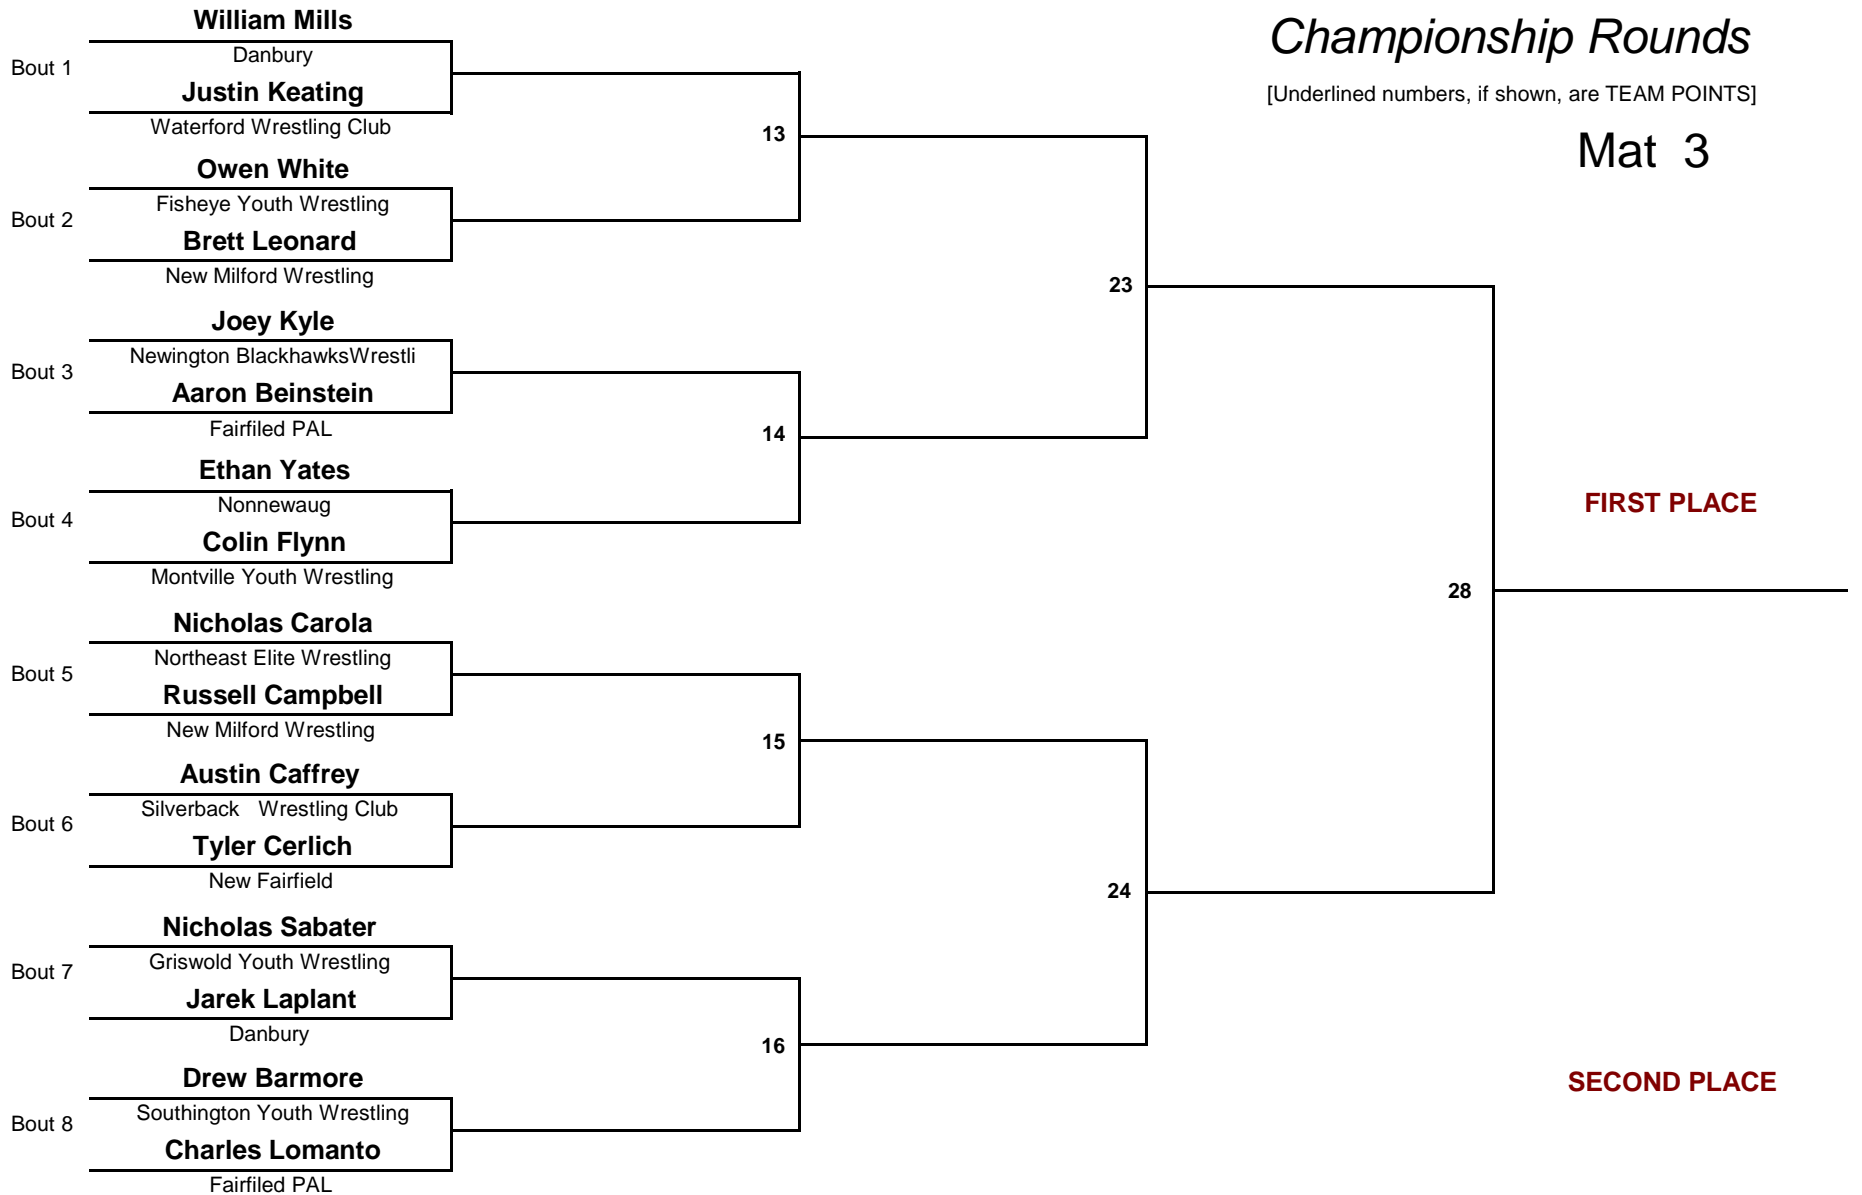 William Mills
Championship Rounds
Danbury
Bout 1
Justin Keating
[Underlined numbers, if shown, are TEAM POINTS]
Waterford Wrestling Club
13
Mat 3
Owen White
Fisheye Youth Wrestling
Bout 2
Brett Leonard
New Milford Wrestling
23
Joey Kyle
Newington BlackhawksWrestli
Bout 3
Aaron Beinstein
Fairfiled PAL
14
Ethan Yates
Nonnewaug
FIRST PLACE
Bout 4
Colin Flynn
Montville Youth Wrestling
28
Nicholas Carola
Northeast Elite Wrestling
Bout 5
Russell Campbell
New Milford Wrestling
15
Austin Caffrey
Silverback Wrestling Club
Bout 6
Tyler Cerlich
New Fairfield
24
Nicholas Sabater
Griswold Youth Wrestling
Bout 7
Jarek Laplant
Danbury
16
Drew Barmore
SECOND PLACE
Southington Youth Wrestling
Bout 8
Charles Lomanto
Fairfiled PAL